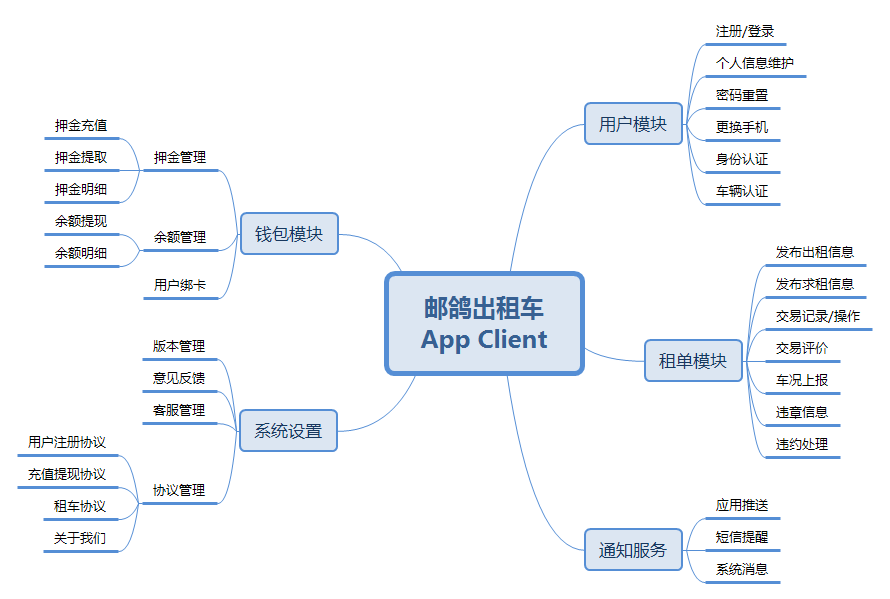 邮鸽出租车
App Client
用户模块
注册/登录
个人信息维护
密码重置
更换手机
身份认证
车辆认证
租单模块
发布出租信息
发布求租信息
交易记录/操作
交易评价
车况上报
违章信息
违约处理
通知服务
应用推送
短信提醒
系统消息
钱包模块
押金管理
押金充值
押金提取
押金明细
余额管理
余额提现
余额明细
用户绑卡
系统设置
版本管理
意见反馈
客服管理
协议管理
用户注册协议
充值提现协议
租车协议
关于我们